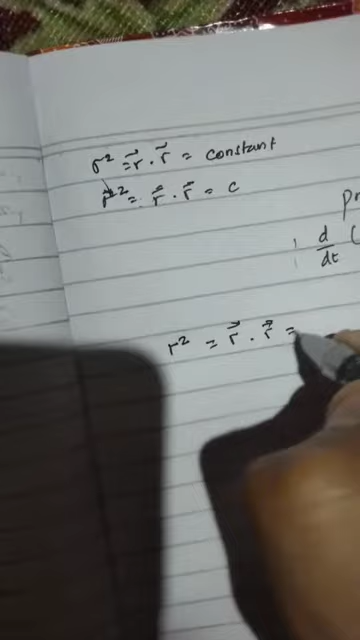 r² = r⃗ · r⃗ = constant
r⃗² = r⃗ · r⃗ = c
d/dt (
r² = r⃗ · r⃗ =